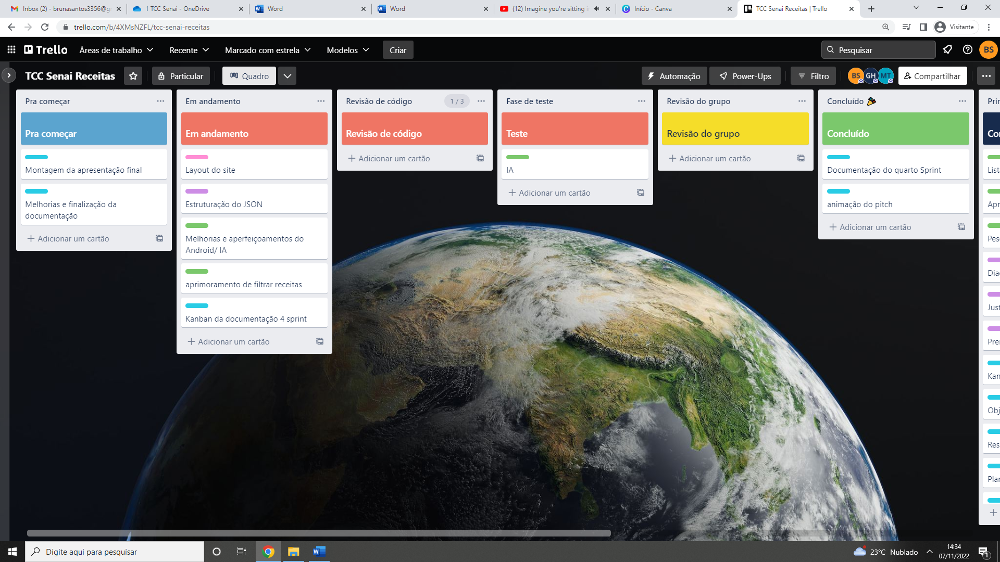 Inbox (2) - brunasantos3356@g
1 TCC Senai - OneDrive
Word
Word
(12) Imagine you're sitting i
Início - Canva
TCC Senai Receitas | Trello
trello.com/b/4XMsNZFL/tcc-senai-receitas
Visitante
Trello
Áreas de trabalho
Recente
Marcado com estrela
Modelos
Criar
Pesquisar
BS
TCC Senai Receitas
Particular
Quadro
Automação
Power-Ups
Filtro
BS
GH
MT
Compartilhar
Pra começar
Pra começar
Montagem da apresentação final
Melhorias e finalização da
documentação
Adicionar um cartão
Em andamento
Em andamento
Layout do site
Estruturação do JSON
Melhorias e aperfeiçoamentos do
Android/ IA
aprimoramento de filtrar receitas
Kanban da documentação 4 sprint
Adicionar um cartão
Revisão de código
1 / 3
Revisão de código
Adicionar um cartão
Fase de teste
Teste
IA
Adicionar um cartão
Revisão do grupo
Revisão do grupo
Adicionar um cartão
Concluído
Concluído
Documentação do quarto Sprint
animação do pitch
Adicionar um cartão
Prin
Co
List
Apr
Pes
Dia
Just
Pre
Kan
Obj
Res
Plan
Digite aqui para pesquisar
23°C Nublado
14:34
07/11/2022
1